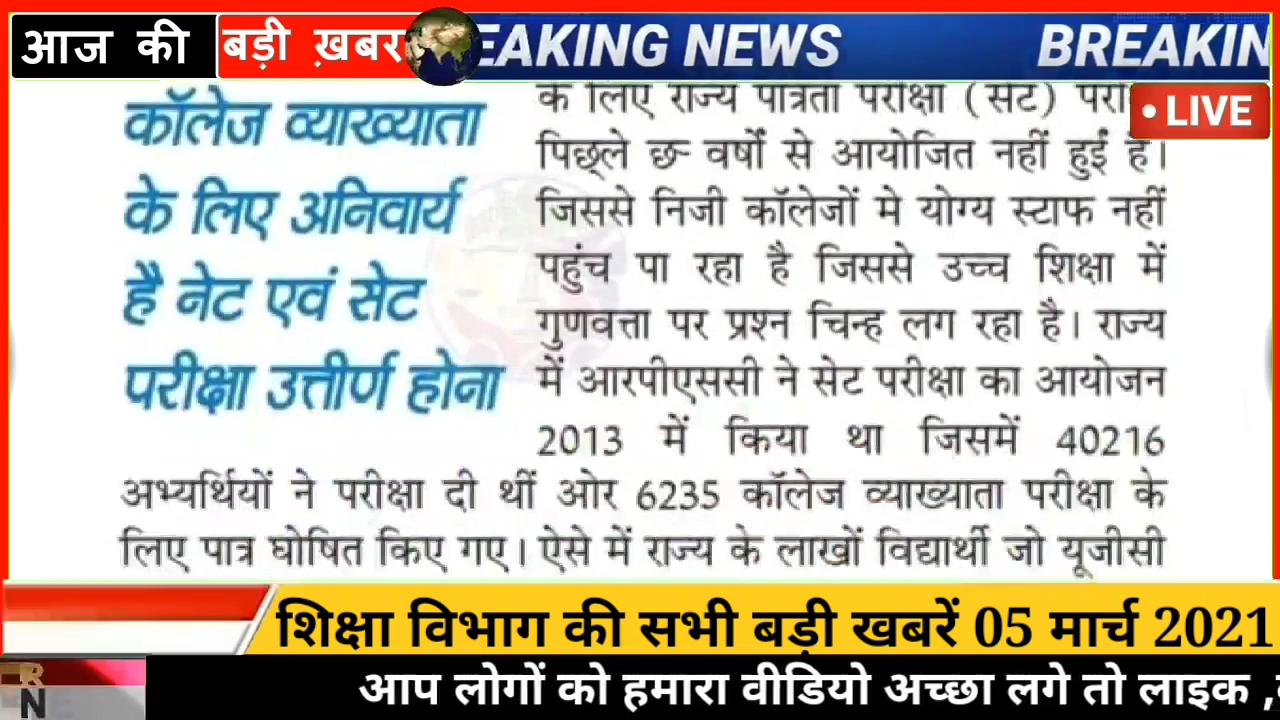 आज की बड़ी ख़बर
EAKING NEWS
BREAKIN
LIVE
कॉलेज व्याख्याता
के लिए अनिवार्य
है नेट एवं सेट
परीक्षा उत्तीर्ण होना
के लिए राज्य पात्रता परीक्षा (सेट)
पिछ्ले छ- वर्षों से आयोजित नहीं हुई है।
जिससे निजी कॉलेजों मे योग्य स्टाफ नहीं
पहुंच पा रहा है जिससे उच्च शिक्षा में
गुणवत्ता पर प्रश्न चिन्ह लग रहा है। राज्य
में आरपीएससी ने सेट परीक्षा का आयोजन
2013 में किया था जिसमें 40216
अभ्यर्थियों ने परीक्षा दी थीं ओर 6235 कॉलेज व्याख्याता परीक्षा के
लिए पात्र घोषित किए गए। ऐसे में राज्य के लाखों विद्यार्थी जो यूजीसी
शिक्षा विभाग की सभी बड़ी खबरें 05 मार्च 2021
R
N
आप लोगों को हमारा वीडियो अच्छा लगे तो लाइक ,